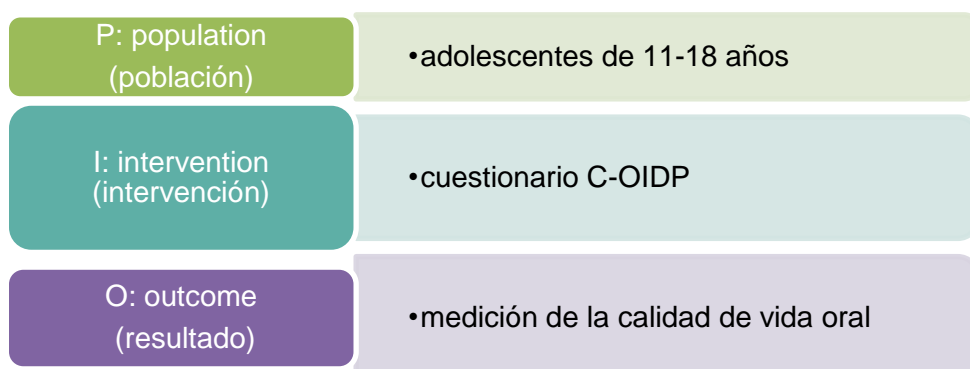 P: population
(población)
•adolescentes de 11-18 años
I: intervention
(intervención)
•cuestionario C-OIDP
O: outcome
(resultado)
•medición de la calidad de vida oral